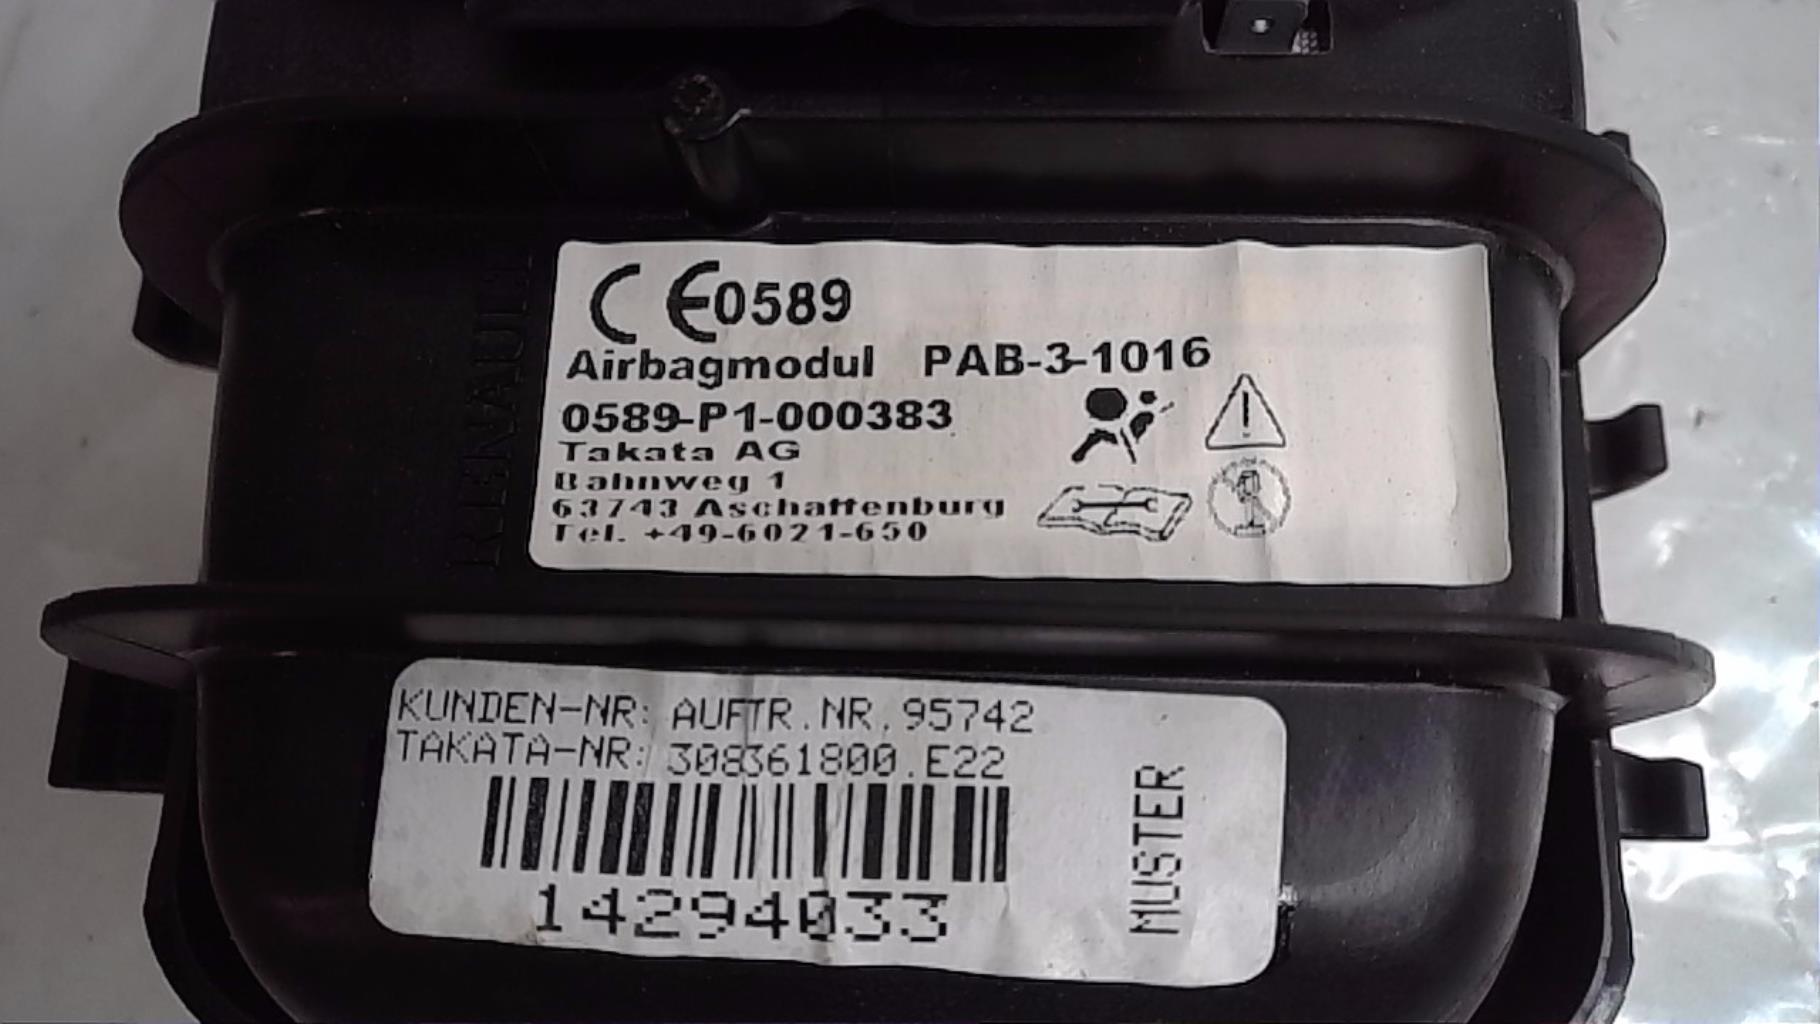 RENAULT
CE0589
Airbagmodul PAB-3-1016
0589-P1-000383
Takata AG
Bahnweg 1
63743 Aschaffenburg
Tel. +49-6021-650
KUNDEN-NR: AUFTR.NR.95742
TAKATA-NR: 308361800.E22
14294033
MUSTER